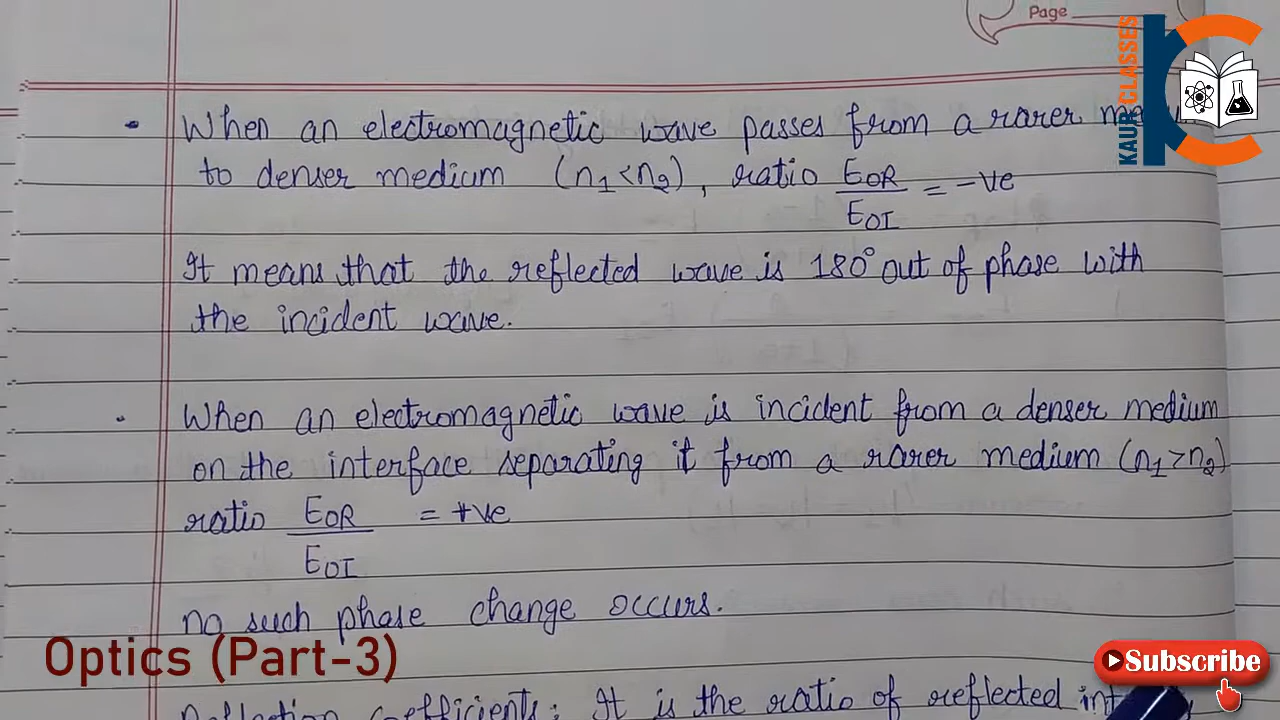 Page
KAUR CLASSES
When an electromagnetic wave passes from a rarer
to denser medium (n1<n2), ratio EOR/EOI = -ve
It means that the reflected wave is 180° out of phase with
the incident wave.
When an electromagnetic wave is incident from a denser medium
on the interface separating it from a rarer medium (n1>n2)
ratio EOR/EOI = +ve
no such phase change occurs.
Optics (Part-3)
Subscribe
Reflection coefficients: It is the ratio of reflected